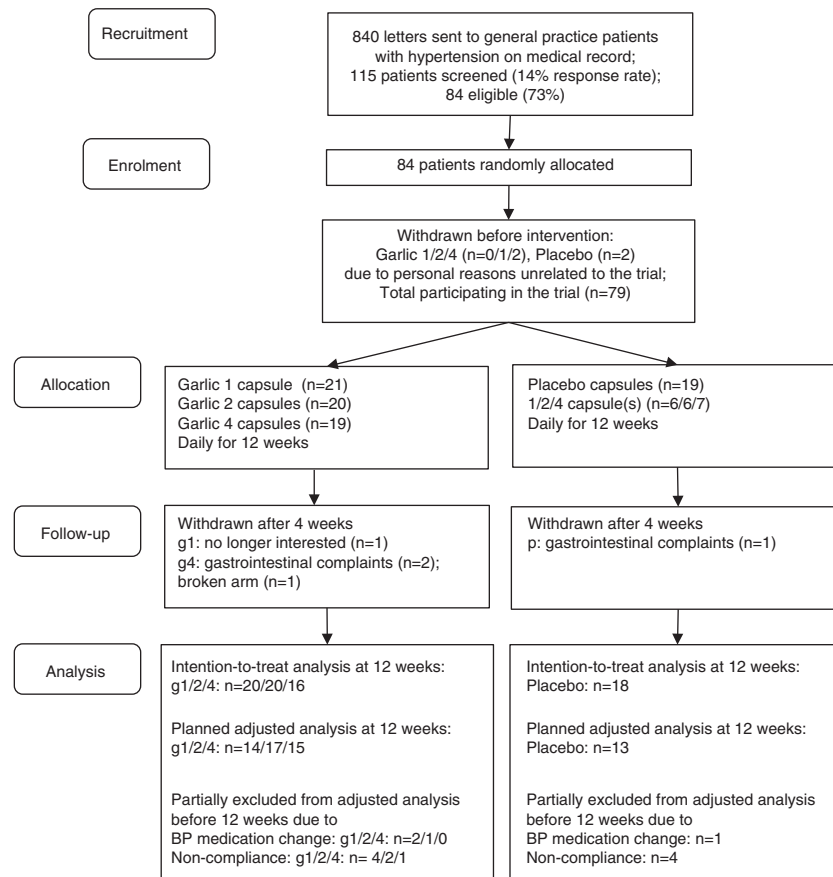 Recruitment
840 letters sent to general practice patients
with hypertension on medical record;
115 patients screened (14% response rate);
84 eligible (73%)
Enrolment
84 patients randomly allocated
Withdrawn before intervention:
Garlic 1/2/4 (n=0/1/2), Placebo (n=2)
due to personal reasons unrelated to the trial;
Total participating in the trial (n=79)
Allocation
Garlic 1 capsule (n=21)
Garlic 2 capsules (n=20)
Garlic 4 capsules (n=19)
Daily for 12 weeks
Placebo capsules (n=19)
1/2/4 capsule(s) (n=6/6/7)
Daily for 12 weeks
Follow-up
Withdrawn after 4 weeks
g1: no longer interested (n=1)
g4: gastrointestinal complaints (n=2);
broken arm (n=1)
Withdrawn after 4 weeks
p: gastrointestinal complaints (n=1)
Analysis
Intention-to-treat analysis at 12 weeks:
g1/2/4: n=20/20/16
Planned adjusted analysis at 12 weeks:
g1/2/4: n=14/17/15
Partially excluded from adjusted analysis
before 12 weeks due to
BP medication change: g1/2/4: n=2/1/0
Non-compliance: g1/2/4: n= 4/2/1
Intention-to-treat analysis at 12 weeks:
Placebo: n=18
Planned adjusted analysis at 12 weeks:
Placebo: n=13
Partially excluded from adjusted analysis
before 12 weeks due to
BP medication change: n=1
Non-compliance: n=4